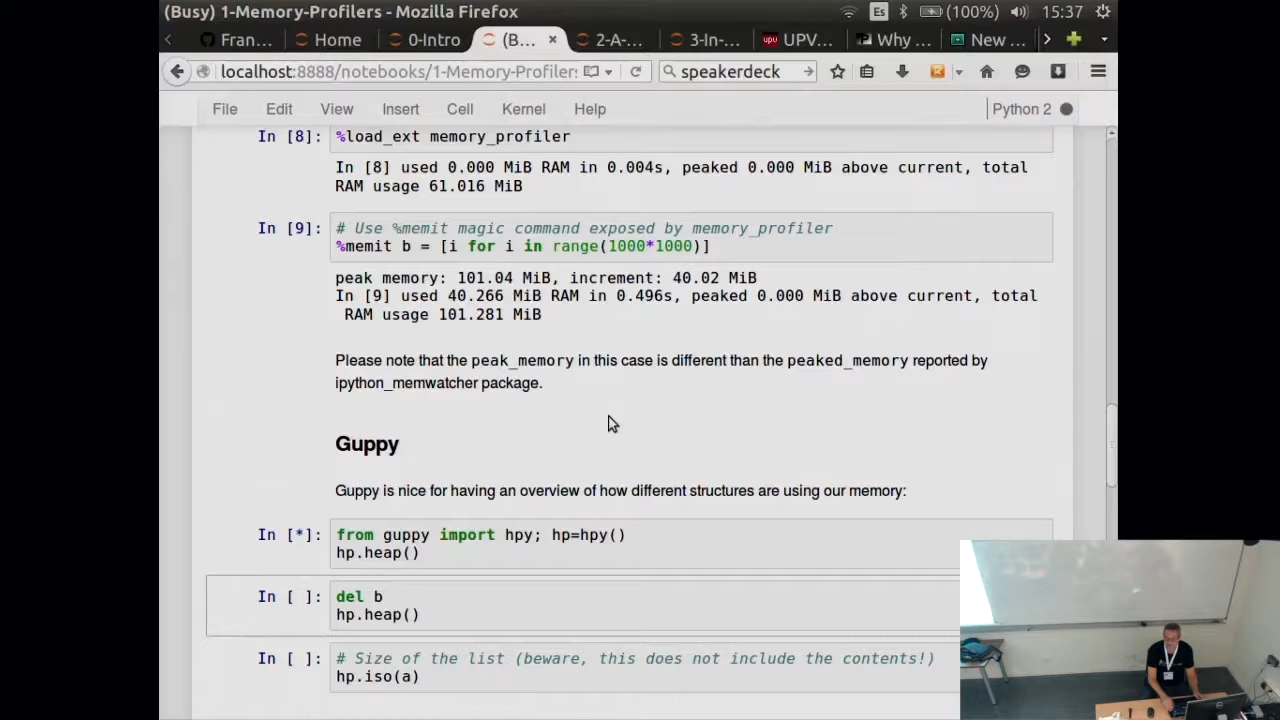 (Busy) 1-Memory-Profilers - Mozilla Firefox
Es
(100%)
15:37
Fran...
Home
0-Intro
(B...
2-A-...
3-In-...
upu
UPV...
Why ...
New ...
localhost:8888/notebooks/1-Memory-Profilers
speakerdeck
File Edit View Insert Cell Kernel Help
Python 2
In [8]: %load_ext memory_profiler
In [8] used 0.000 MiB RAM in 0.004s, peaked 0.000 MiB above current, total
RAM usage 61.016 MiB
In [9]: # Use %memit magic command exposed by memory_profiler
%memit b = [i for i in range(1000*1000)]
peak memory: 101.04 MiB, increment: 40.02 MiB
In [9] used 40.266 MiB RAM in 0.496s, peaked 0.000 MiB above current, total
RAM usage 101.281 MiB
Please note that the peak_memory in this case is different than the peaked_memory reported by
ipython_memwatcher package.
Guppy
Guppy is nice for having an overview of how different structures are using our memory:
In [*]: from guppy import hpy; hp=hpy()
hp.heap()
In [ ]: del b
hp.heap()
In [ ]: # Size of the list (beware, this does not include the contents!)
hp.iso(a)